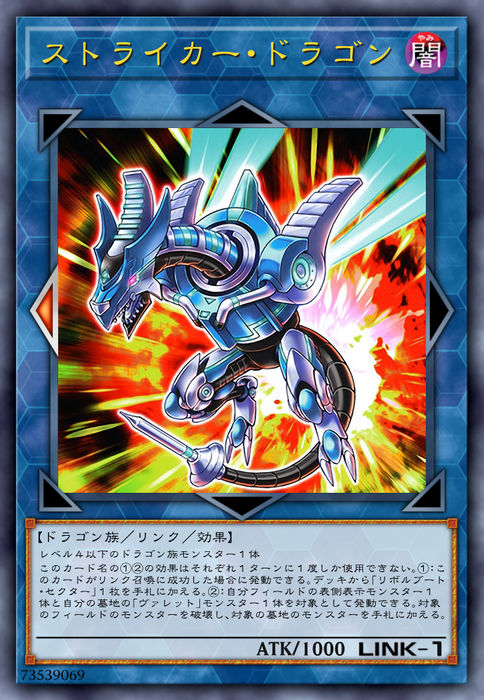 ストライカー・ドラゴン
やみ
闇
【ドラゴン族／リンク／効果】
レベル４以下のドラゴン族モンスター１体
このカード名の①②の効果はそれぞれ１ターンに１度しか使用できない。①：こ
のカードがリンク召喚に成功した場合に発動できる。デッキから「リボルブート
・セクター」１枚を手札に加える。②：自分フィールドの表側表示モンスター１
体と自分の墓地の「ヴァレット」モンスター１体を対象として発動できる。対象
のフィールドのモンスターを破壊し、対象の墓地のモンスターを手札に加える。
ATK/1000 LINK-1
73539069